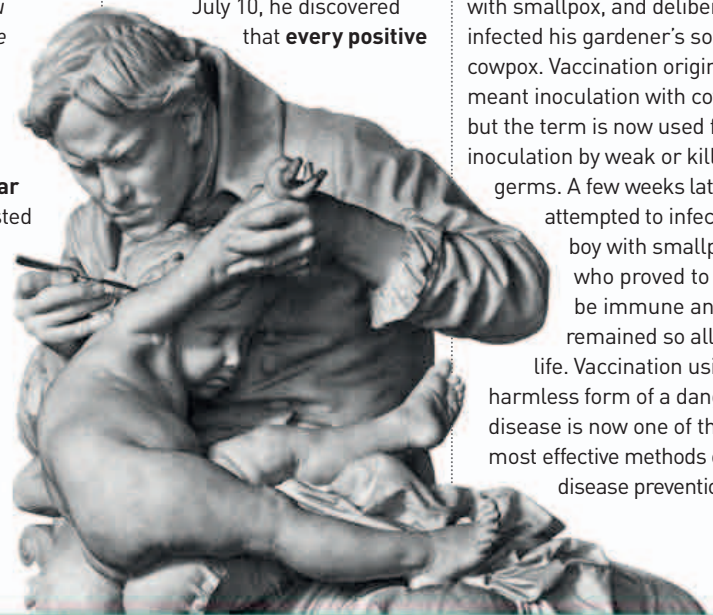 July 10, he discovered
that every positive
ar
sted
with smallpox, and deliber
infected his gardener's so
cowpox. Vaccination origin
meant inoculation with co
but the term is now used f
inoculation by weak or kill
germs. A few weeks lat
attempted to infec
boy with smallp
who proved to
be immune an
remained so all
life. Vaccination usi
harmless form of a dang
disease is now one of th
most effective methods
disease preventio